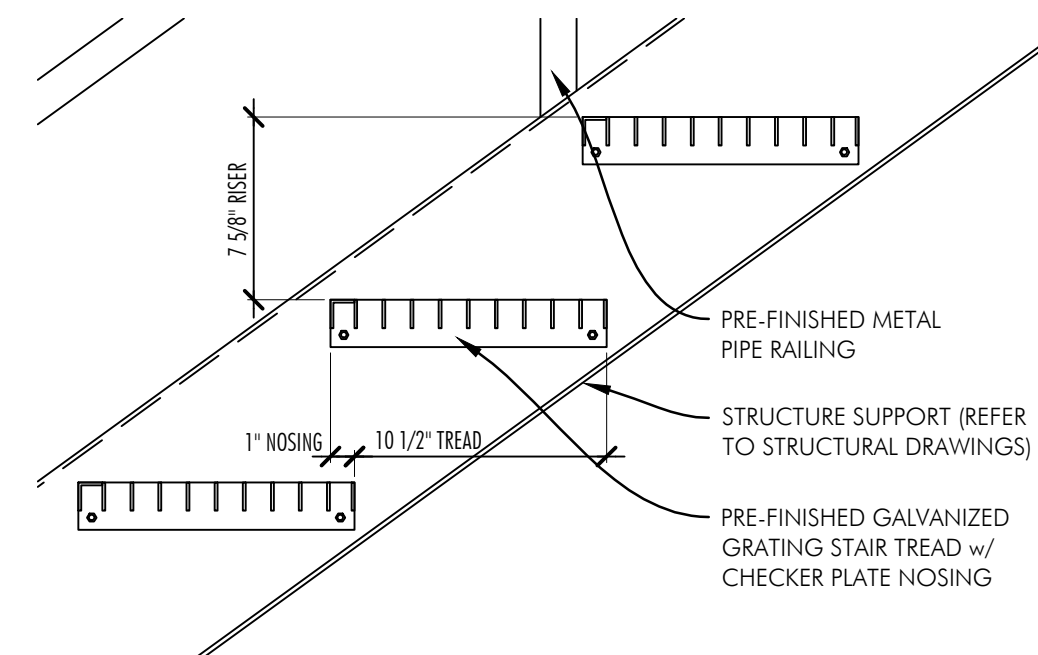 7 5/8" RISER
PRE-FINISHED METAL
PIPE RAILING
STRUCTURE SUPPORT (REFER
TO STRUCTURAL DRAWINGS)
1" NOSING
10 1/2" TREAD
PRE-FINISHED GALVANIZED
GRATING STAIR TREAD w/
CHECKER PLATE NOSING